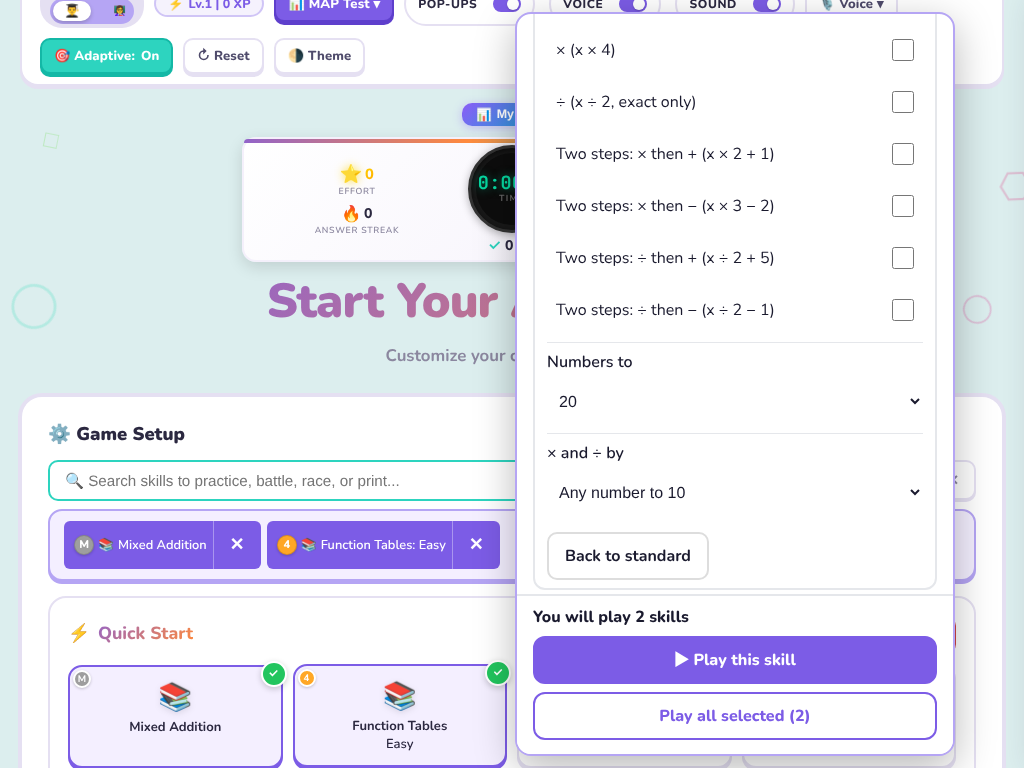 ⚡ Lv.1 | 0 XP
📊 MAP Test ▾
POP-UPS
VOICE
SOUND
🎙️ Voice ▾
🎯 Adaptive: On
↻ Reset
🌗 Theme
📊 My
⭐ 0
EFFORT
🔥 0
ANSWER STREAK
✓ 0
Start Your
⚙️ Game Setup
🔍 Search skills to practice, battle, race, or print...
M 📚 Mixed Addition ✕
4 📚 Function Tables: Easy ✕
⚡ Quick Start
M
Mixed Addition
4
Function Tables
Easy
× (x × 4)
÷ (x ÷ 2, exact only)
Two steps: × then + (x × 2 + 1)
Two steps: × then − (x × 3 − 2)
Two steps: ÷ then + (x ÷ 2 + 5)
Two steps: ÷ then − (x ÷ 2 − 1)
Numbers to
20
× and ÷ by
Any number to 10
Back to standard
You will play 2 skills
▶ Play this skill
Play all selected (2)